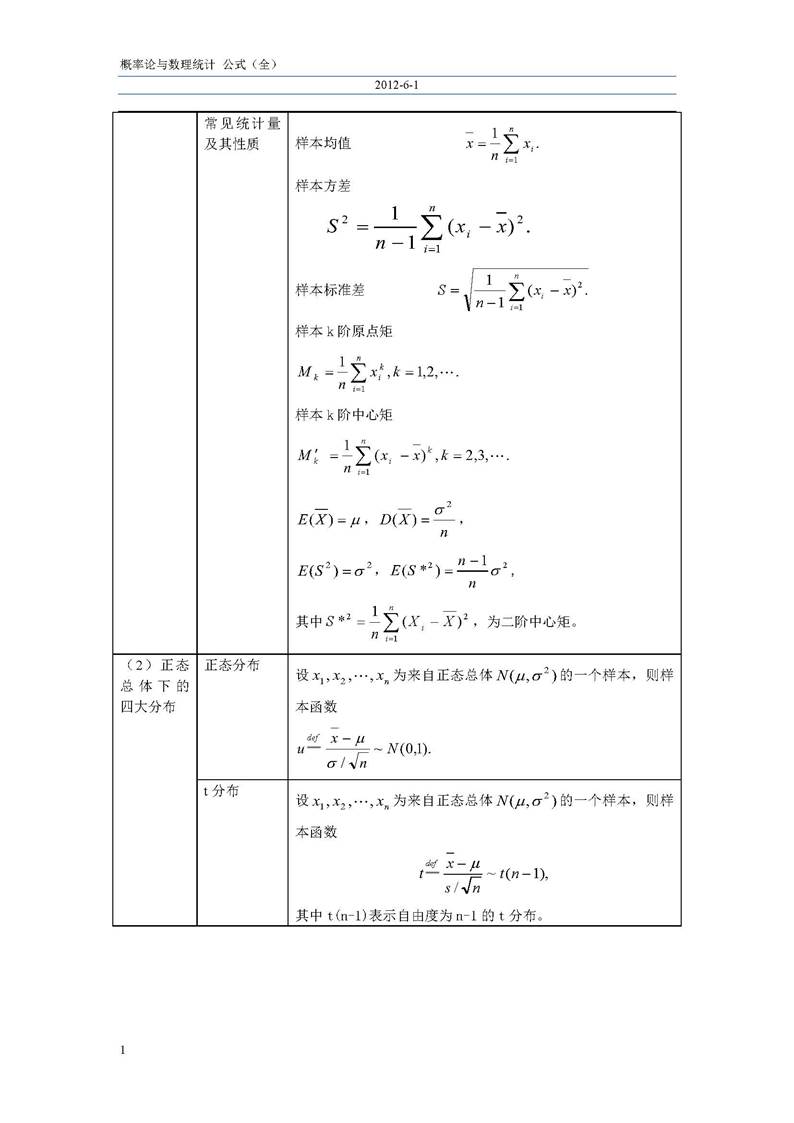 概率论与数理统计 公式（全）
2012-6-1
常见统计量
及其性质
样本均值 $\overline{x}=\frac{1}{n}\sum_{i=1}^{n}x_i.$
样本方差
$S^2=\frac{1}{n-1}\sum_{i=1}^{n}(x_i-\overline{x})^2.$
样本标准差 $S=\sqrt{\frac{1}{n-1}\sum_{i=1}^{n}(x_i-\overline{x})^2}.$
样本 k 阶原点矩
$M_k=\frac{1}{n}\sum_{i=1}^{n}x_i^k,k=1,2,\cdots.$
样本 k 阶中心矩
$M'_k=\frac{1}{n}\sum_{i=1}^{n}(x_i-\overline{x})^k,k=2,3,\cdots.$
$E(\overline{X})=\mu$，$D(\overline{X})=\frac{\sigma^2}{n}$，
$E(S^2)=\sigma^2$，$E(S*^2)=\frac{n-1}{n}\sigma^2$，
其中 $S*^2=\frac{1}{n}\sum_{i=1}^{n}(X_i-\overline{X})^2$，为二阶中心矩。
（2）正态
总体下的
四大分布
正态分布
设 $x_1,x_2,\cdots,x_n$ 为来自正态总体 $N(\mu,\sigma^2)$ 的一个样本，则样
本函数
$u\overset{def}{=}\frac{\overline{x}-\mu}{\sigma/\sqrt{n}}\sim N(0,1).$
t 分布
设 $x_1,x_2,\cdots,x_n$ 为来自正态总体 $N(\mu,\sigma^2)$ 的一个样本，则样
本函数
$t\overset{def}{=}\frac{\overline{x}-\mu}{s/\sqrt{n}}\sim t(n-1),$
其中 t(n-1)表示自由度为 n-1 的 t 分布。
1